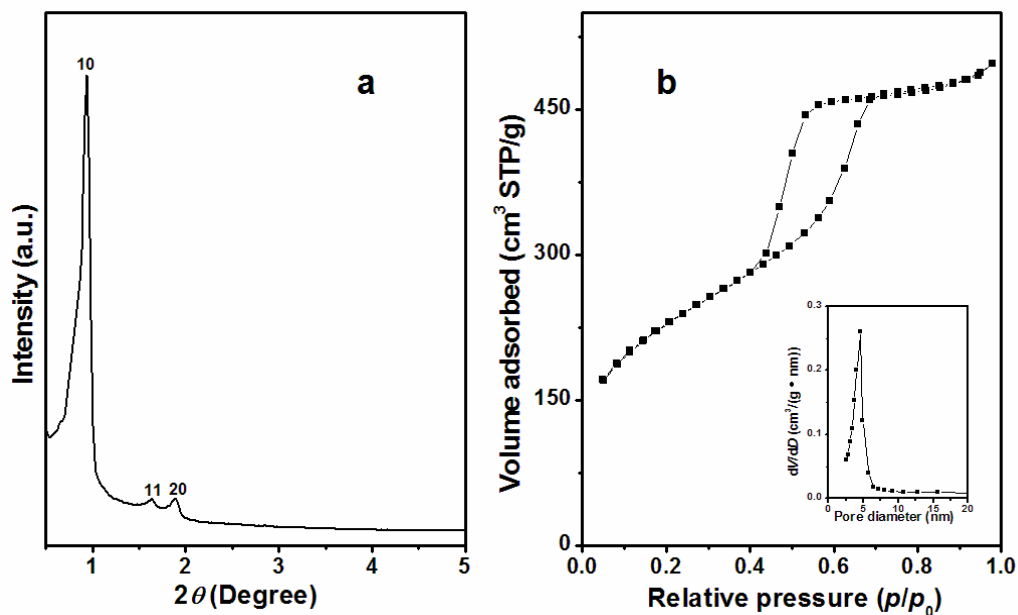 a
10
11 20
Intensity (a.u.)
1 2 3 4 5
2θ (Degree)
b
Volume adsorbed (cm³ STP/g)
450
300
150
0
0.0 0.2 0.4 0.6 0.8 1.0
Relative pressure (p/p₀)
dV/dD (cm³/(g • nm))
0.3
0.2
0.1
0.0
0 5 10 15 20
Pore diameter (nm)